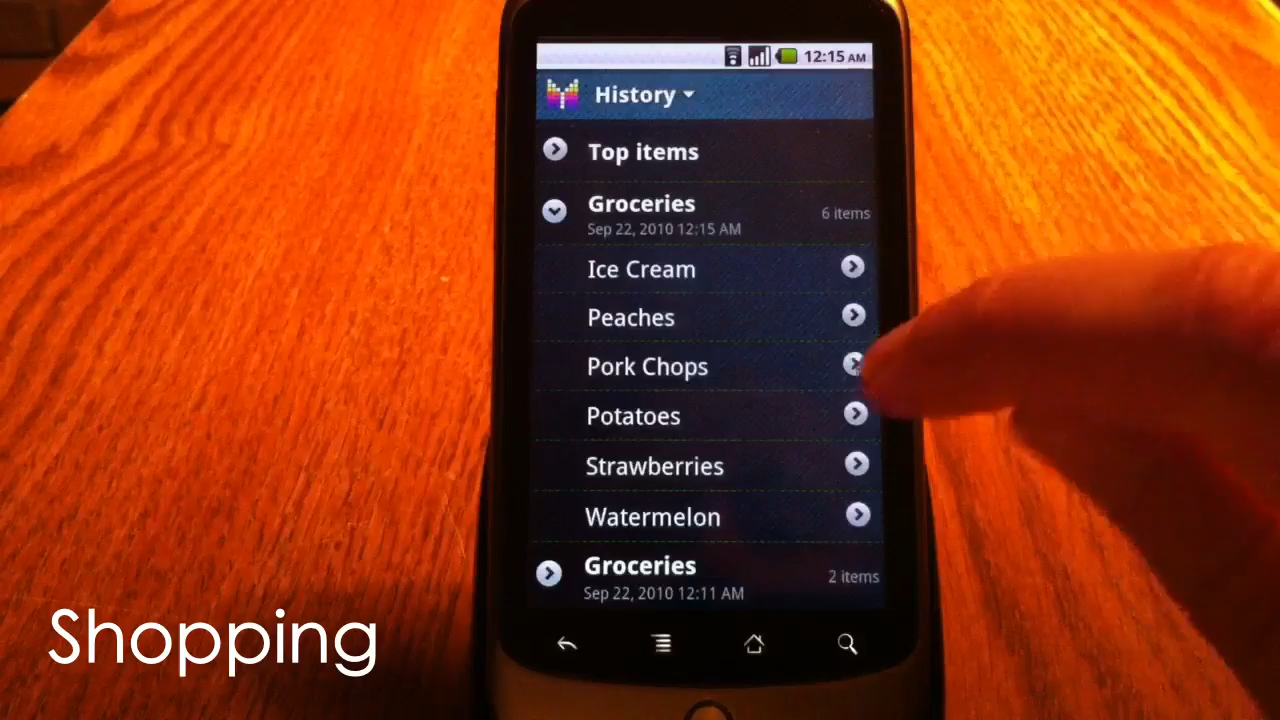 12:15 AM
History
Top items
Groceries
6 items
Sep 22, 2010 12:15 AM
Ice Cream
Peaches
Pork Chops
Potatoes
Strawberries
Watermelon
Groceries
2 items
Sep 22, 2010 12:11 AM
Shopping